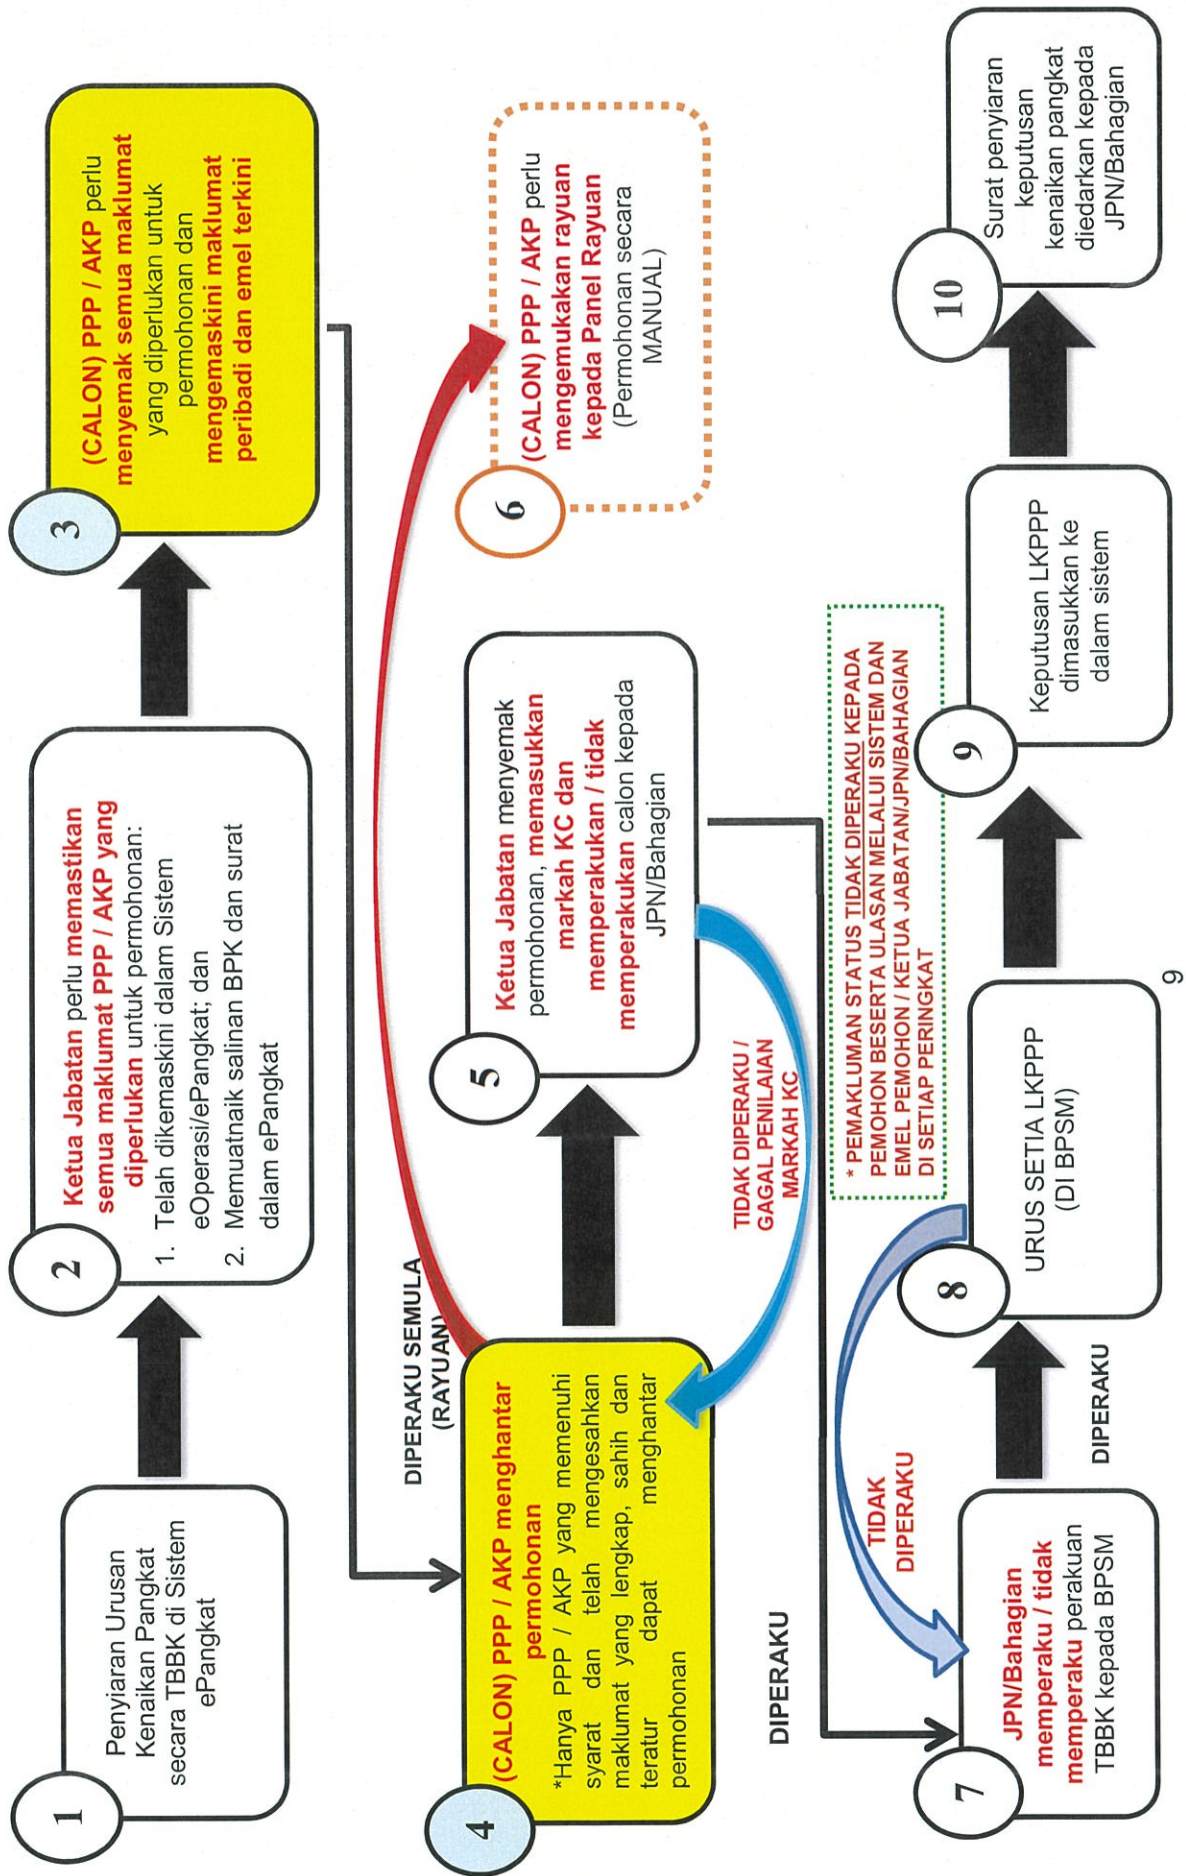 1
Penyiaran Urusan
Kenaikan Pangkat
secara TBBK di Sistem
ePangkat
2
Ketua Jabatan perlu memastikan
semua maklumat PPP / AKP yang
diperlukan untuk permohonan:
1. Telah dikemaskini dalam Sistem
eOperasi/ePangkat; dan
2. Memuatnaik salinan BPK dan surat
dalam ePangkat
3
(CALON) PPP / AKP perlu
menyemak semua maklumat
yang diperlukan untuk
permohonan dan
mengemaskini maklumat
peribadi dan emel terkini
DIPERAKU SEMULA
(RAYUAN)
4
(CALON) PPP / AKP menghantar
permohonan
*Hanya PPP / AKP yang memenuhi
syarat dan telah mengesahkan
maklumat yang lengkap, sahih dan
teratur dapat menghantar
permohonan
5
Ketua Jabatan menyemak
permohonan, memasukkan
markah KC dan
memperakukan / tidak
memperakukan calon kepada
JPN/Bahagian
6
(CALON) PPP / AKP perlu
mengemukakan rayuan
kepada Panel Rayuan
(Permohonan secara
MANUAL)
TIDAK DIPERAKU /
GAGAL PENILAIAN
MARKAH KC
DIPERAKU
* PEMAKLUMAN STATUS TIDAK DIPERAKU KEPADA
PEMOHON BESERTA ULASAN MELALUI SISTEM DAN
EMEL PEMOHON / KETUA JABATAN/JPN/BAHAGIAN
DI SETIAP PERINGKAT
TIDAK
DIPERAKU
7
JPN/Bahagian
memperaku / tidak
memperaku perakuan
TBBK kepada BPSM
DIPERAKU
8
URUS SETIA LKPPP
(DI BPSM)
9
Keputusan LKPPP
dimasukkan ke
dalam sistem
10
Surat penyiaran
keputusan
kenaikan pangkat
diedarkan kepada
JPN/Bahagian
9